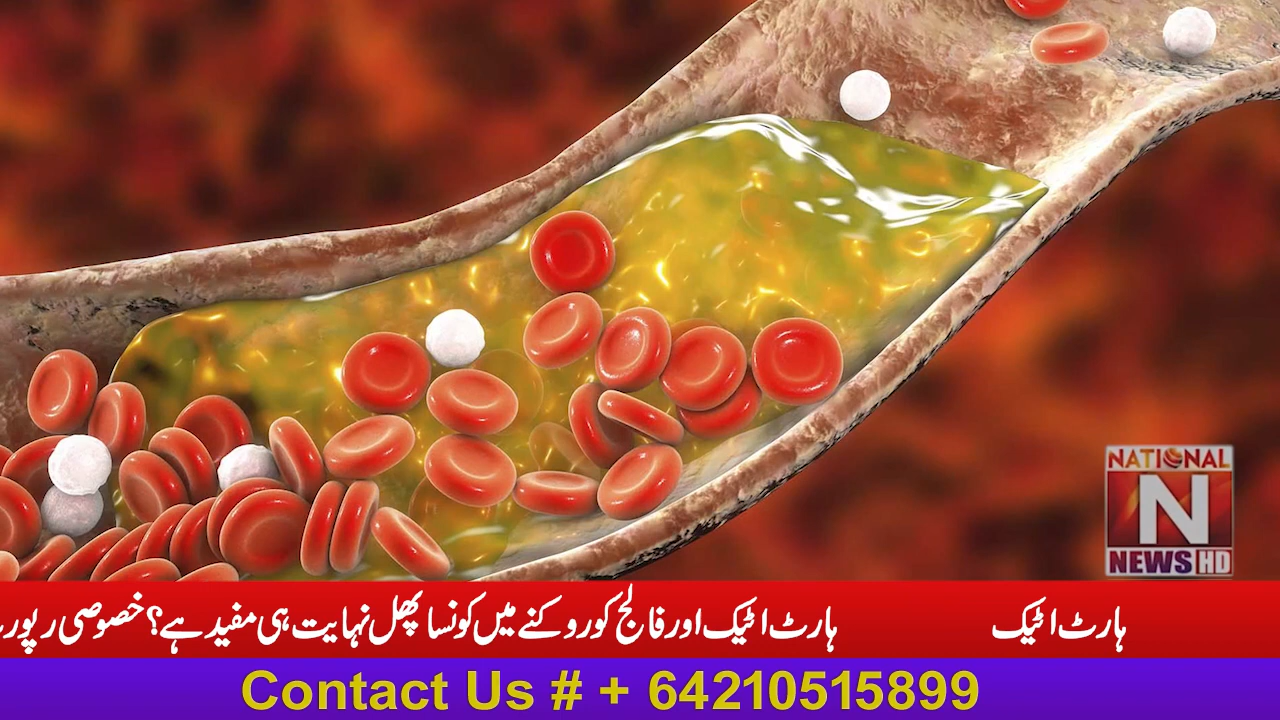 NATIONAL
N
NEWS HD
ہارٹ اٹیک ہارٹ اٹیک اور فالج کو روکنے میں کونسا پھل نہایت ہی مفید ہے؟ خصوصی
Contact Us # + 64210515899